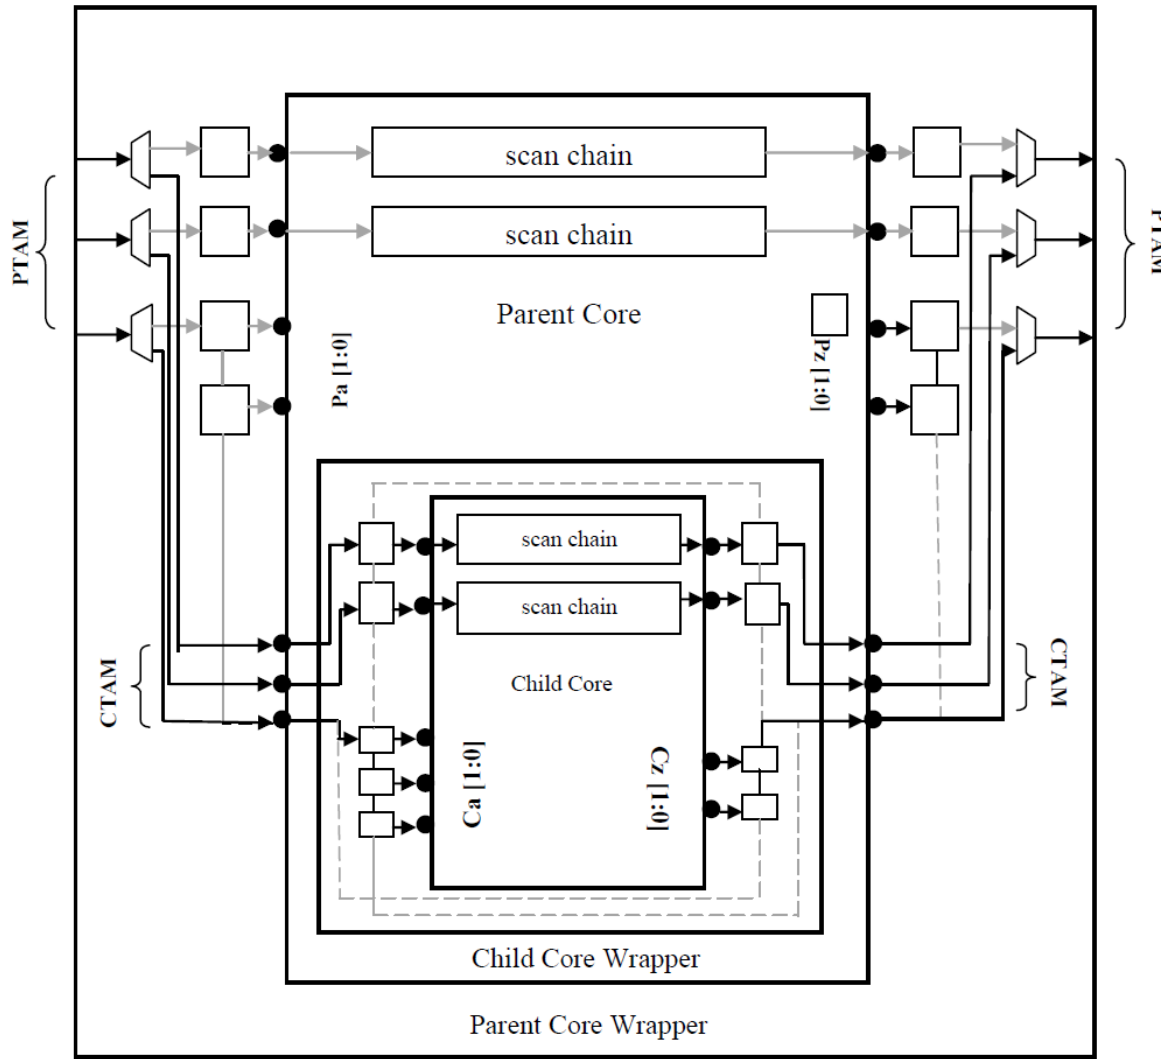 scan chain
scan chain
PTAM
PTAM
Parent Core
Pa [1:0]
Pz [1:0]
scan chain
scan chain
CTAM
CTAM
Child Core
Ca [1:0]
Cz [1:0]
Child Core Wrapper
Parent Core Wrapper